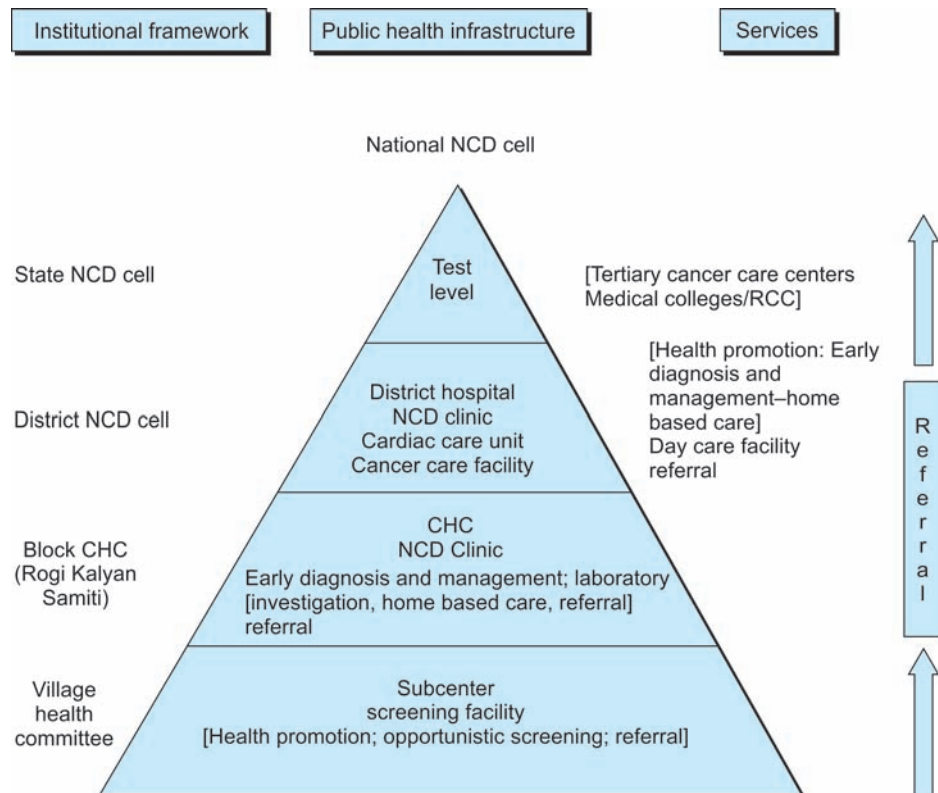 Institutional framework
Public health infrastructure
Services
National NCD cell
State NCD cell
Test
level
[Tertiary cancer care centers
Medical colleges/RCC]
District NCD cell
District hospital
NCD clinic
Cardiac care unit
Cancer care facility
[Health promotion: Early
diagnosis and
management–home
based care]
Day care facility
referral
Block CHC
(Rogi Kalyan
Samiti)
CHC
NCD Clinic
Early diagnosis and management; laboratory
[investigation, home based care, referral]
referral
Village
health
committee
Subcenter
screening facility
[Health promotion; opportunistic screening; referral]
Referral